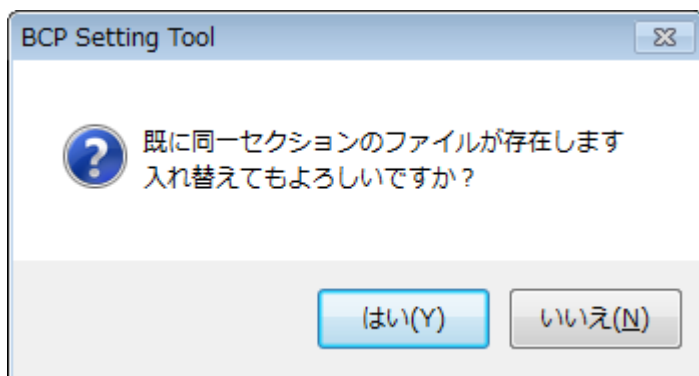 BCP Setting Tool
既に同一セクションのファイルが存在します
入れ替えてもよろしいですか？
はい(Y)
いいえ(N)